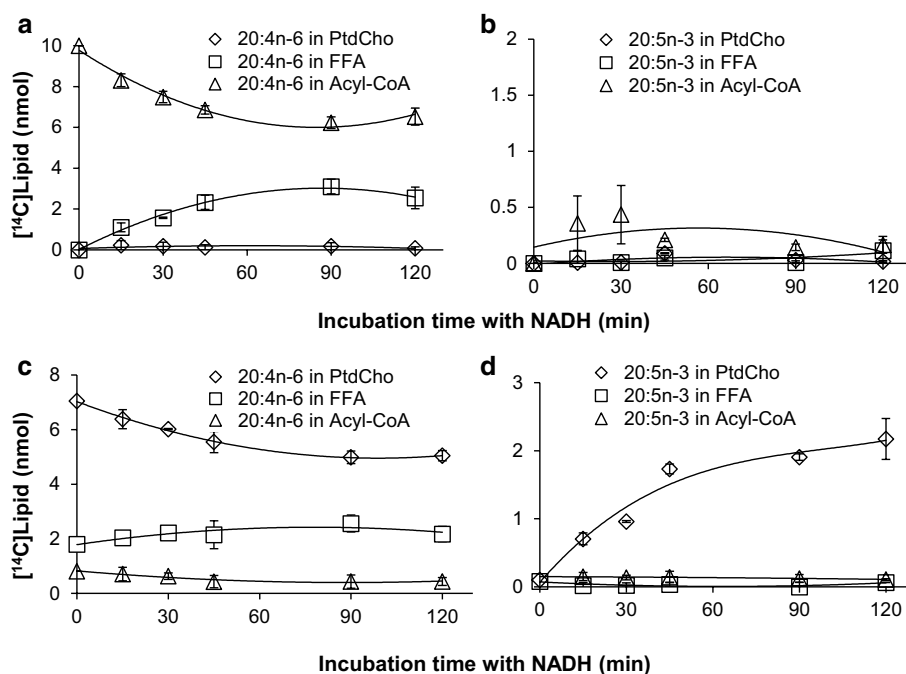 a
20:4n-6 in PtdCho
20:4n-6 in FFA
20:4n-6 in Acyl-CoA
[¹⁴C]Lipid (nmol)
10
8
6
4
2
0
0 30 60 90 120
b
20:5n-3 in PtdCho
20:5n-3 in FFA
20:5n-3 in Acyl-CoA
2
1.5
1
0.5
0
0 30 60 90 120
Incubation time with NADH (min)
c
20:4n-6 in PtdCho
20:4n-6 in FFA
20:4n-6 in Acyl-CoA
[¹⁴C]Lipid (nmol)
8
6
4
2
0
0 30 60 90 120
d
20:5n-3 in PtdCho
20:5n-3 in FFA
20:5n-3 in Acyl-CoA
3
2
1
0
0 30 60 90 120
Incubation time with NADH (min)